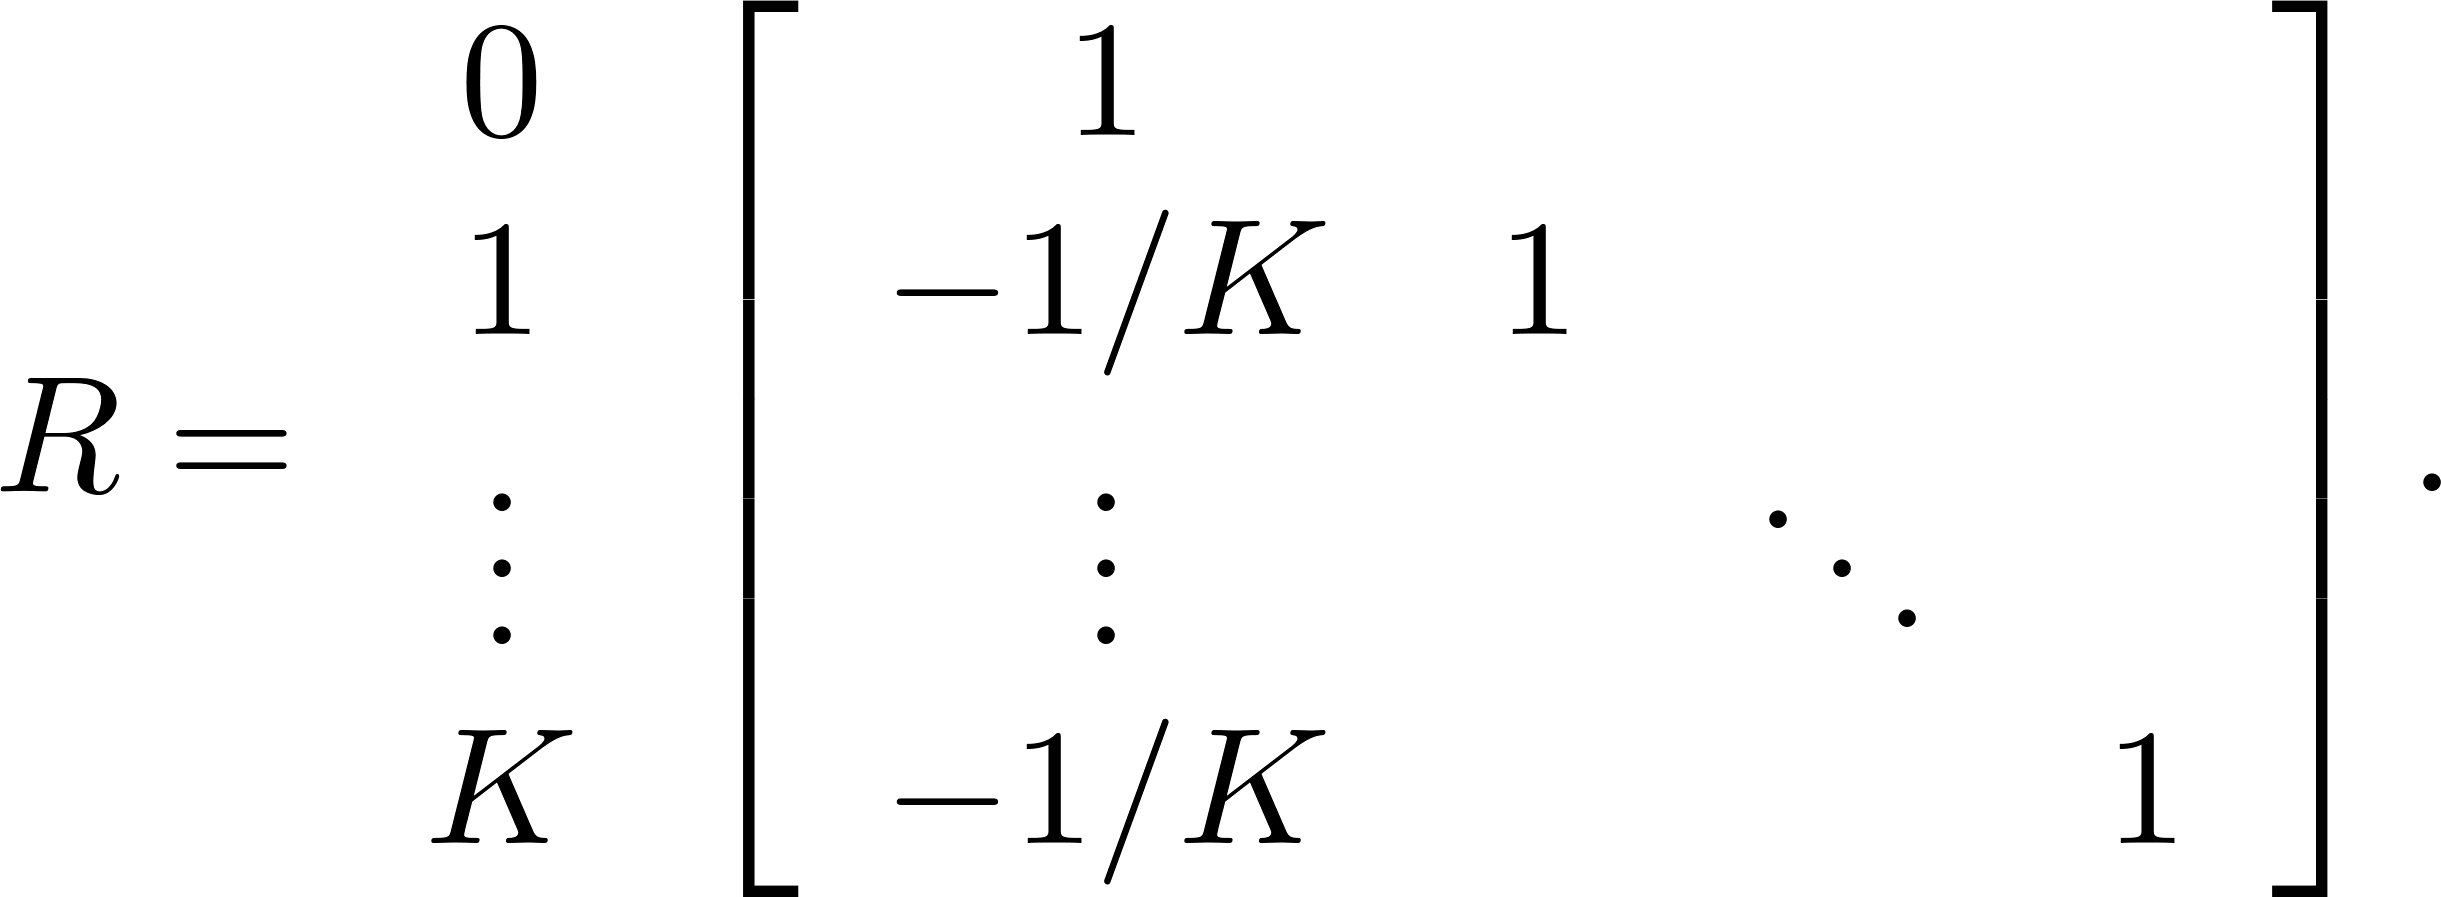 0 1
1 −1/K 1
R = ⋮ ⋮ ⋱ .
K −1/K 1